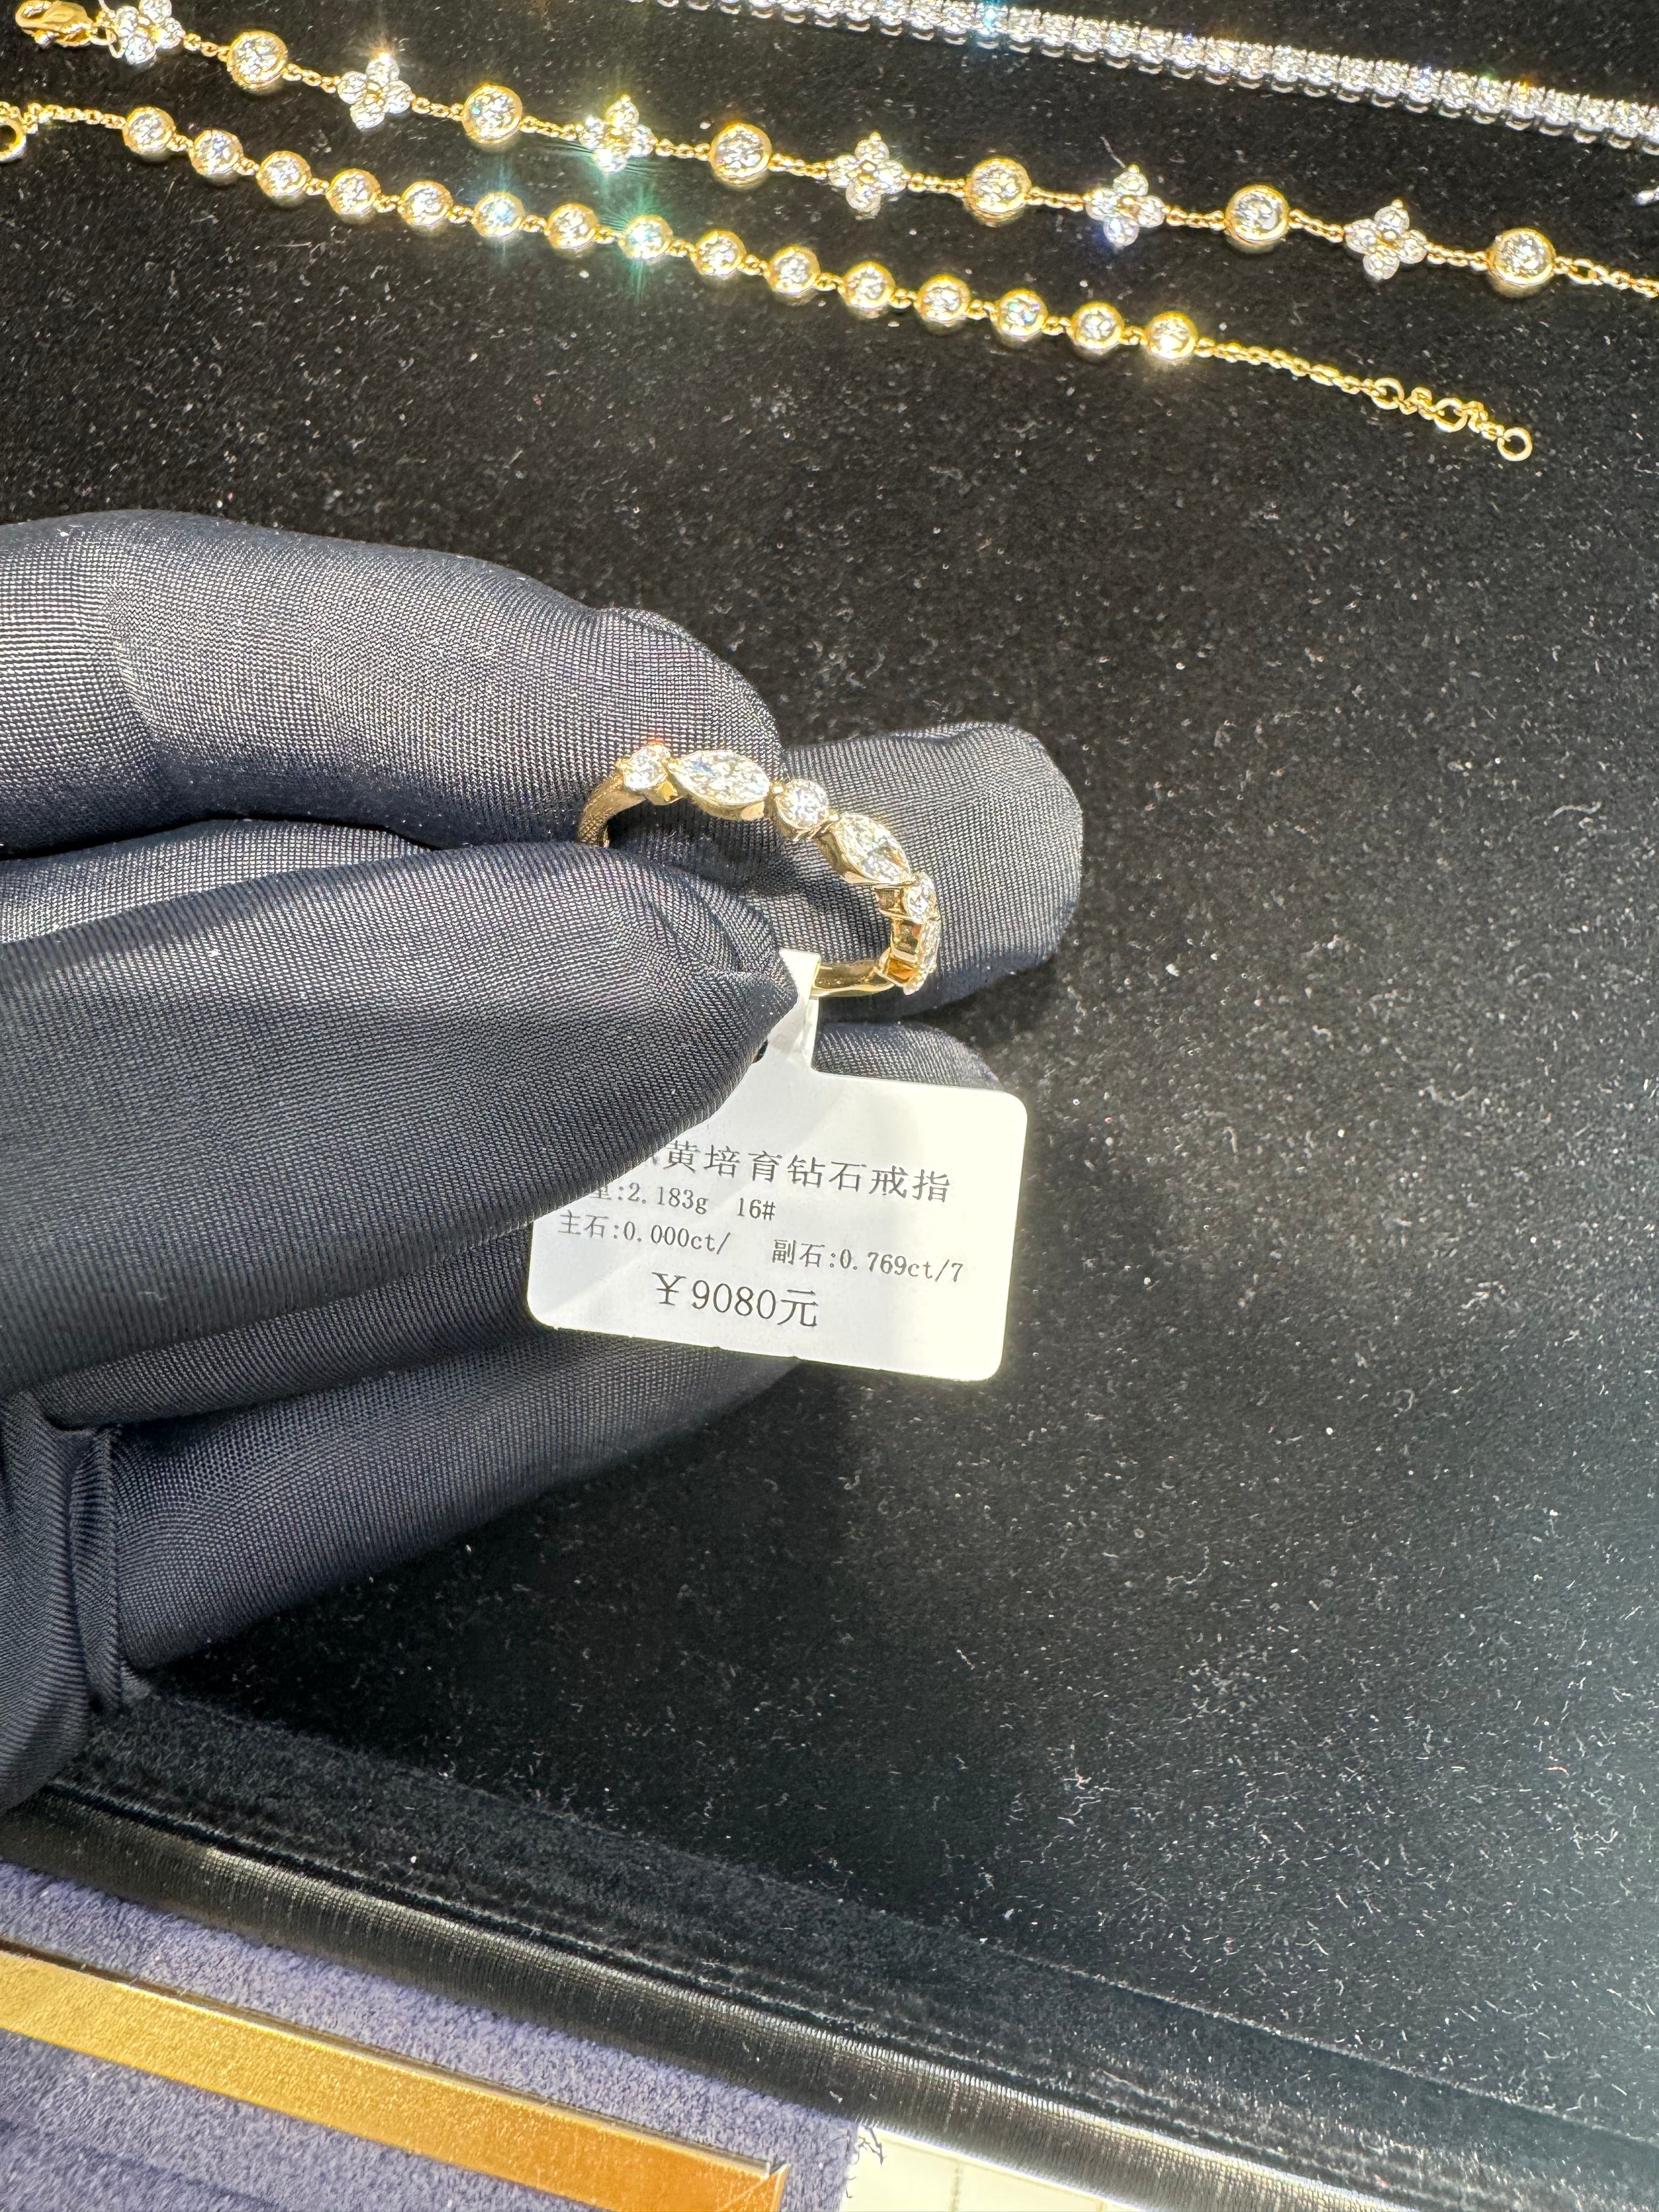 黄培育钻石戒指
重:2.183g 16#
主石:0.000ct/ 副石:0.769ct/7
￥9080元